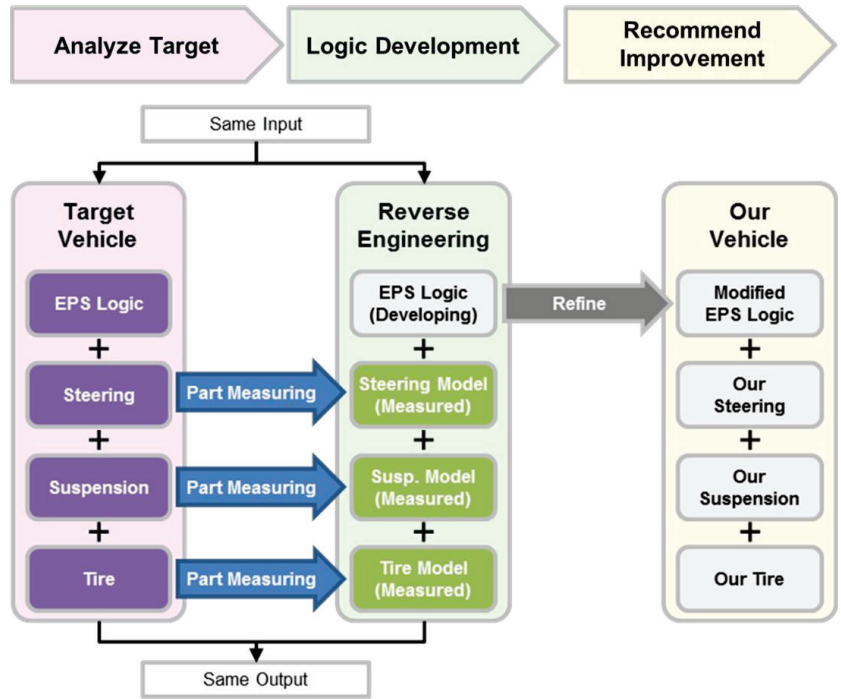 Analyze Target
Logic Development
Recommend
Improvement
Same Input
Target
Vehicle
EPS Logic
+
Steering
+
Suspension
+
Tire
Part Measuring
Part Measuring
Part Measuring
Reverse
Engineering
EPS Logic
(Developing)
+
Steering Model
(Measured)
+
Susp. Model
(Measured)
+
Tire Model
(Measured)
Refine
Our
Vehicle
Modified
EPS Logic
+
Our
Steering
+
Our
Suspension
+
Our Tire
Same Output